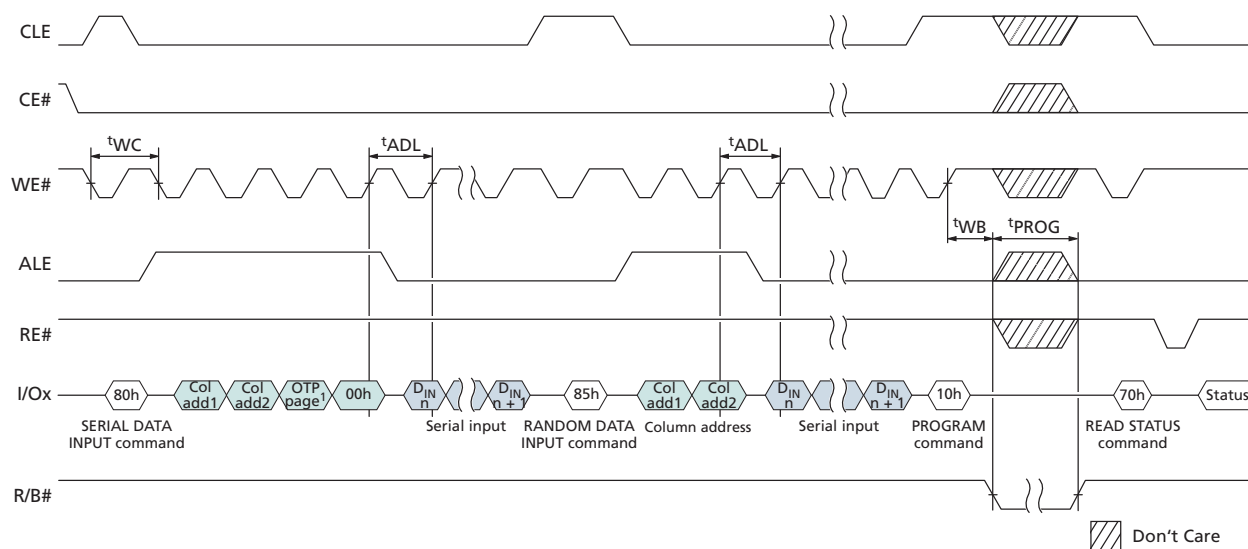 CLE
CE#
tWC
tADL
tADL
WE#
tWB
tPROG
ALE
RE#
I/Ox
80h
Col add1
Col add2
OTP page1
00h
DIN n
DIN n + 1
85h
Col add1
Col add2
DIN n
DIN n + 1
10h
70h
Status
SERIAL DATA INPUT command
Serial input
RANDOM DATA INPUT command
Column address
Serial input
PROGRAM command
READ STATUS command
R/B#
Don't Care